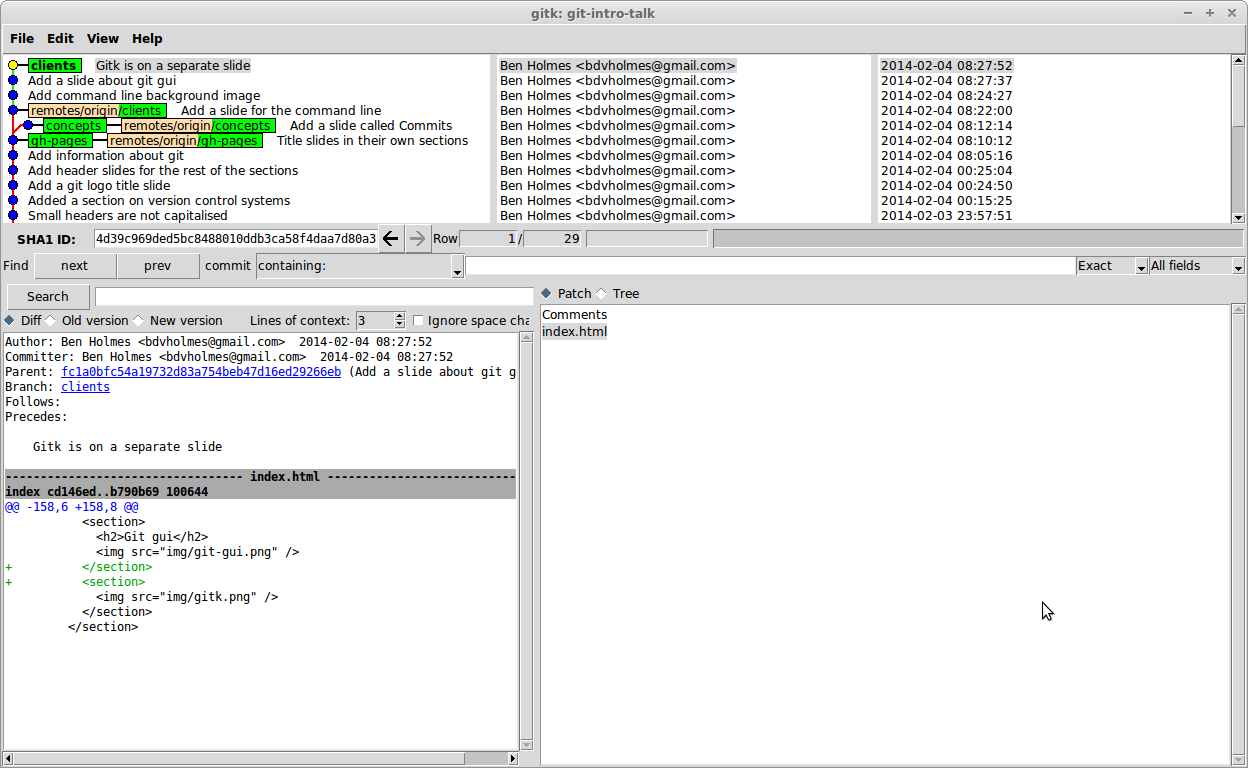 gitk: git-intro-talk
File Edit View Help
clients Gitk is on a separate slide Ben Holmes <bdvholmes@gmail.com> 2014-02-04 08:27:52
Add a slide about git gui Ben Holmes <bdvholmes@gmail.com> 2014-02-04 08:27:37
Add command line background image Ben Holmes <bdvholmes@gmail.com> 2014-02-04 08:24:27
remotes/origin/clients Add a slide for the command line Ben Holmes <bdvholmes@gmail.com> 2014-02-04 08:22:00
concepts remotes/origin/concepts Add a slide called Commits Ben Holmes <bdvholmes@gmail.com> 2014-02-04 08:12:14
gh-pages remotes/origin/gh-pages Title slides in their own sections Ben Holmes <bdvholmes@gmail.com> 2014-02-04 08:10:12
Add information about git Ben Holmes <bdvholmes@gmail.com> 2014-02-04 08:05:16
Add header slides for the rest of the sections Ben Holmes <bdvholmes@gmail.com> 2014-02-04 00:25:04
Add a git logo title slide Ben Holmes <bdvholmes@gmail.com> 2014-02-04 00:24:50
Added a section on version control systems Ben Holmes <bdvholmes@gmail.com> 2014-02-04 00:15:25
Small headers are not capitalised Ben Holmes <bdvholmes@gmail.com> 2014-02-03 23:57:51
SHA1 ID: 4d39c969ded5bc8488010ddb3ca58f4daa7d80a3 Row 1 / 29
Find next prev commit containing: Exact All fields
Search
Diff Old version New version Lines of context: 3 Ignore space cha
Author: Ben Holmes <bdvholmes@gmail.com> 2014-02-04 08:27:52
Committer: Ben Holmes <bdvholmes@gmail.com> 2014-02-04 08:27:52
Parent: fc1a0bfc54a19732d83a754beb47d16ed29266eb (Add a slide about git g
Branch: clients
Follows:
Precedes:
Gitk is on a separate slide
---------------------------------- index.html ---------------------------
index cd146ed..b790b69 100644
@@ -158,6 +158,8 @@
<section>
<h2>Git gui</h2>
<img src="img/git-gui.png" />
+ </section>
+ <section>
<img src="img/gitk.png" />
</section>
</section>
Patch Tree
Comments
index.html